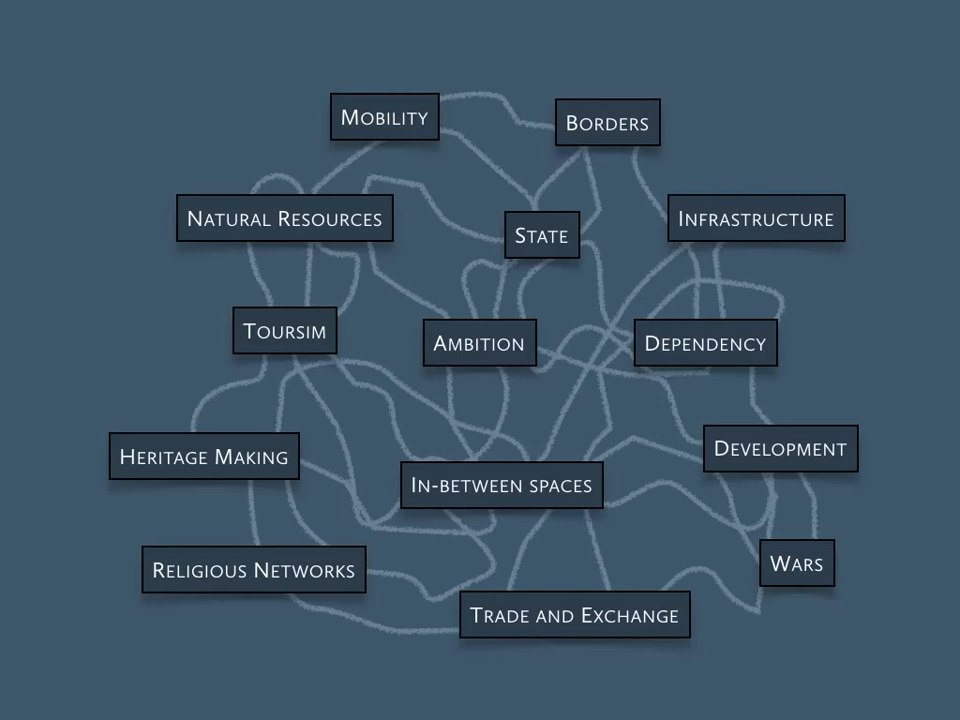 Mobility
Borders
Natural Resources
State
Infrastructure
Toursim
Ambition
Dependency
Heritage Making
In-between spaces
Development
Religious Networks
Wars
Trade and Exchange